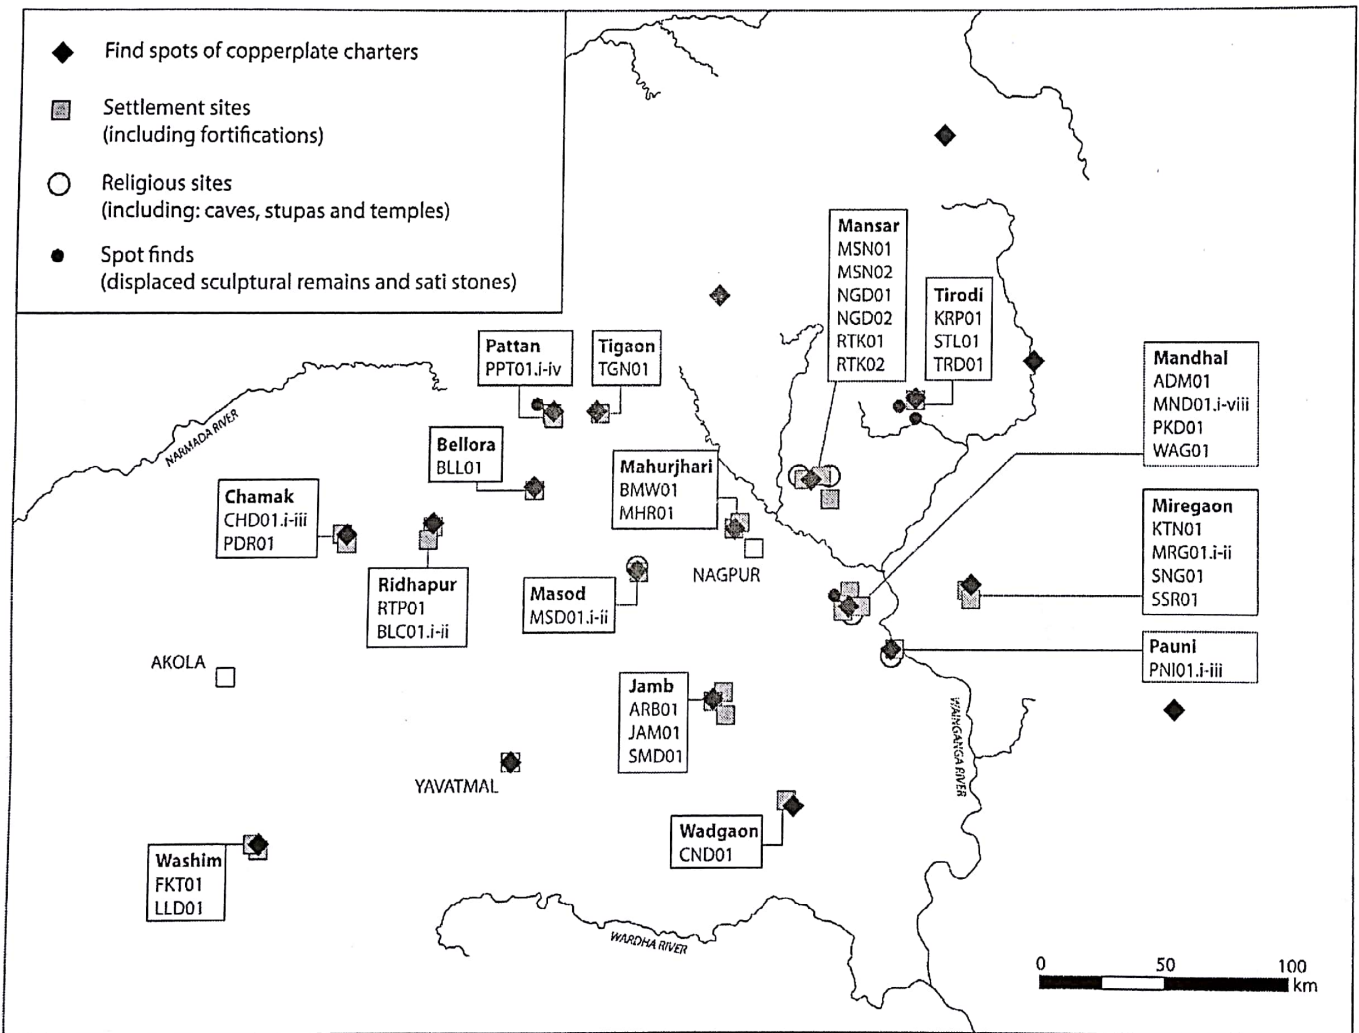 Find spots of copperplate charters
Settlement sites
(including fortifications)
Religious sites
(including: caves, stupas and temples)
Spot finds
(displaced sculptural remains and sati stones)
Mansar
MSN01
MSN02
NGD01
NGD02
RTK01
RTK02
Tirodi
KRP01
STL01
TRD01
Pattan
PPT01.i-iv
Tigaon
TGN01
Mandhal
ADM01
MND01.i-viii
PKD01
WAG01
NARMADA RIVER
Bellora
BLL01
Mahurjhari
BMW01
MHR01
Chamak
CHD01.i-iii
PDR01
Miregaon
KTN01
MRG01.i-ii
SNG01
SSR01
NAGPUR
Ridhapur
RTP01
BLC01.i-ii
Masod
MSD01.i-ii
Pauni
PNI01.i-iii
AKOLA
Jamb
ARB01
JAM01
SMD01
WAINGANGA RIVER
YAVATMAL
Wadgaon
CND01
Washim
FKT01
LLD01
WARDHA RIVER
0 50 100
km